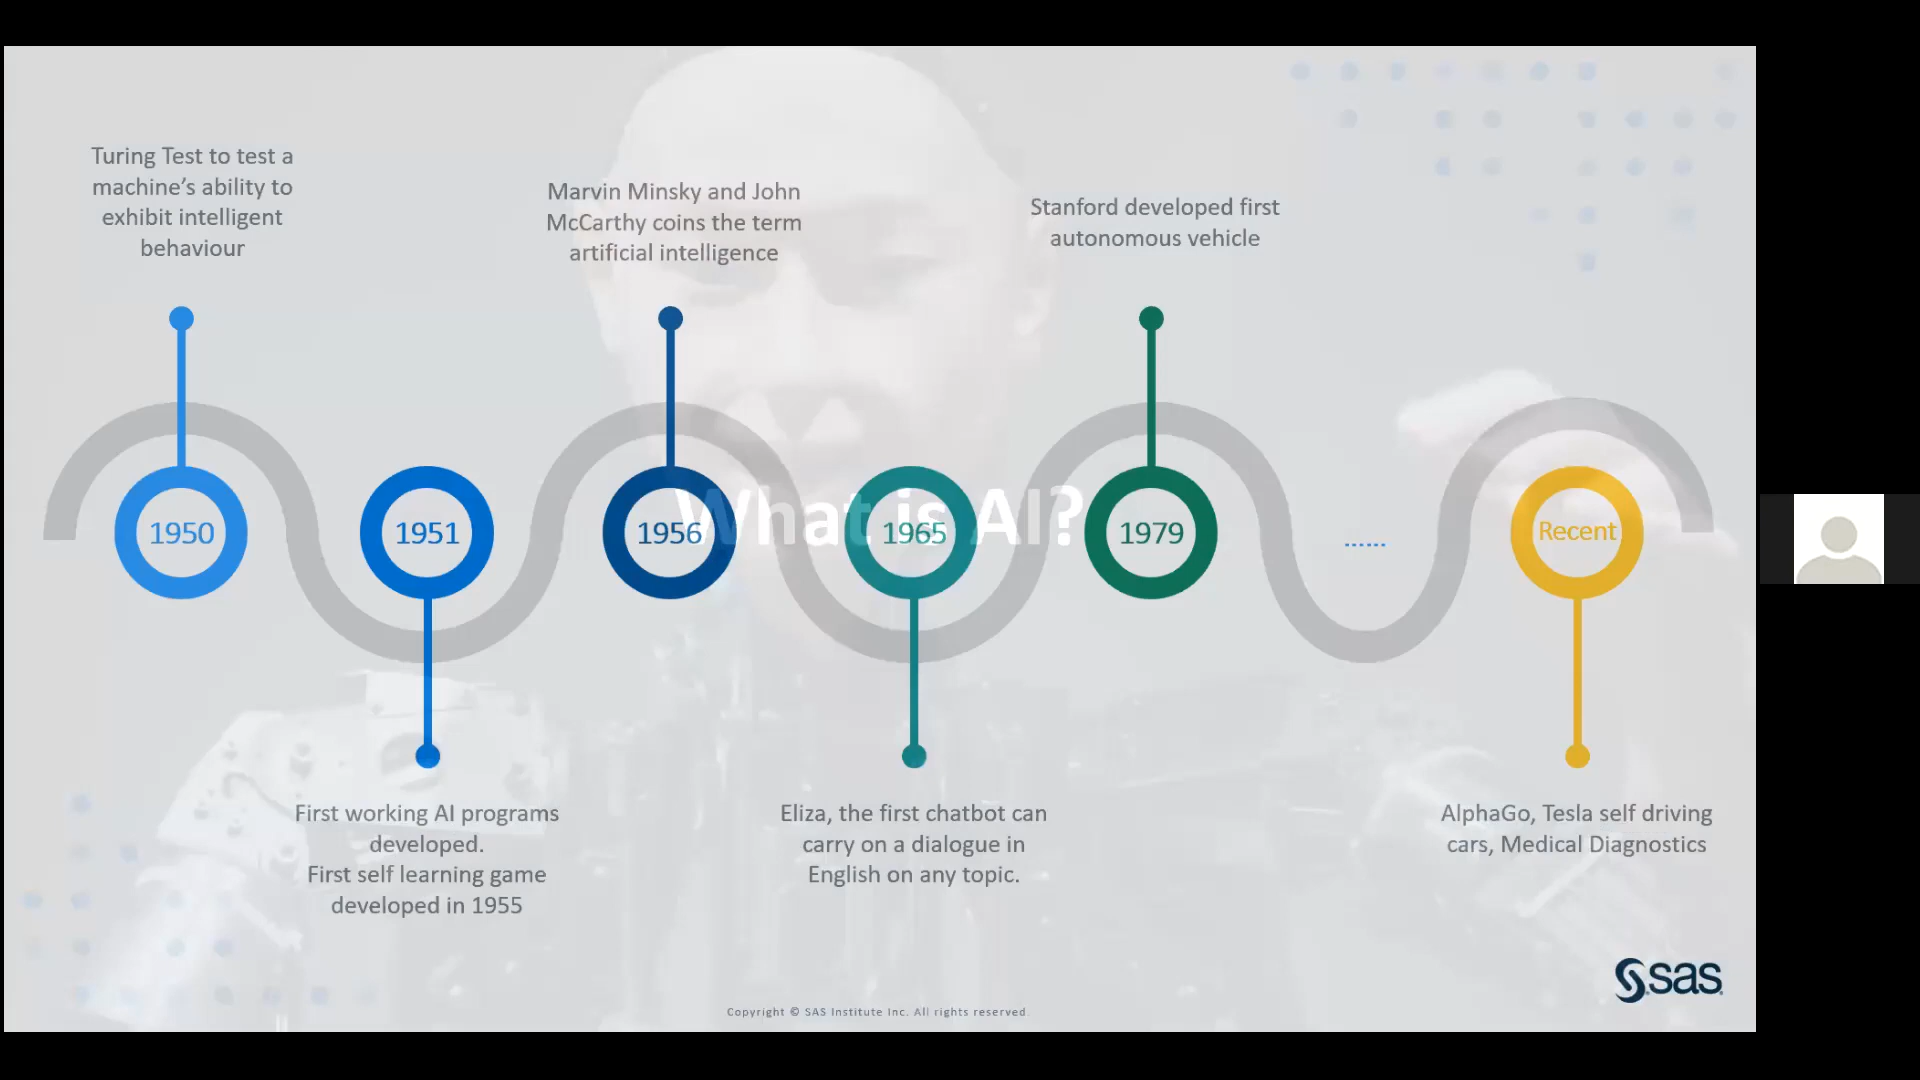 Turing Test to test a
machine's ability to
exhibit intelligent
behaviour
Marvin Minsky and John
McCarthy coins the term
artificial intelligence
Stanford developed first
autonomous vehicle
1950
1951
1956
What is AI?
1965
1979
......
Recent
First working AI programs
developed.
First self learning game
developed in 1955
Eliza, the first chatbot can
carry on a dialogue in
English on any topic.
AlphaGo, Tesla self driving
cars, Medical Diagnostics
sas
Copyright © SAS Institute Inc. All rights reserved.